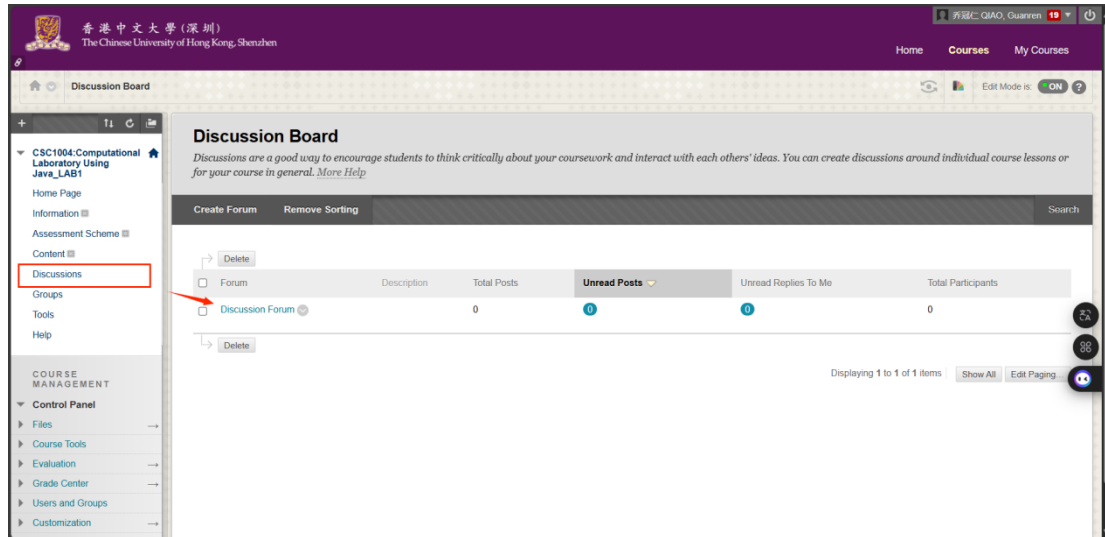 香港中文大學(深圳)
The Chinese University of Hong Kong, Shenzhen
乔冠仁 QIAO, Guanren 19
Home Courses My Courses
Discussion Board
Edit Mode is: ON ?
CSC1004:Computational
Laboratory Using
Java_LAB1
Home Page
Information
Assessment Scheme
Content
Discussions
Groups
Tools
Help
COURSE
MANAGEMENT
Control Panel
Files
Course Tools
Evaluation
Grade Center
Users and Groups
Customization
Discussion Board
Discussions are a good way to encourage students to think critically about your coursework and interact with each others' ideas. You can create discussions around individual course lessons or
for your course in general. More Help
Create Forum Remove Sorting Search
Delete
Forum Description Total Posts Unread Posts Unread Replies To Me Total Participants
Discussion Forum 0 0 0 0
Delete
Displaying 1 to 1 of 1 items Show All Edit Paging...